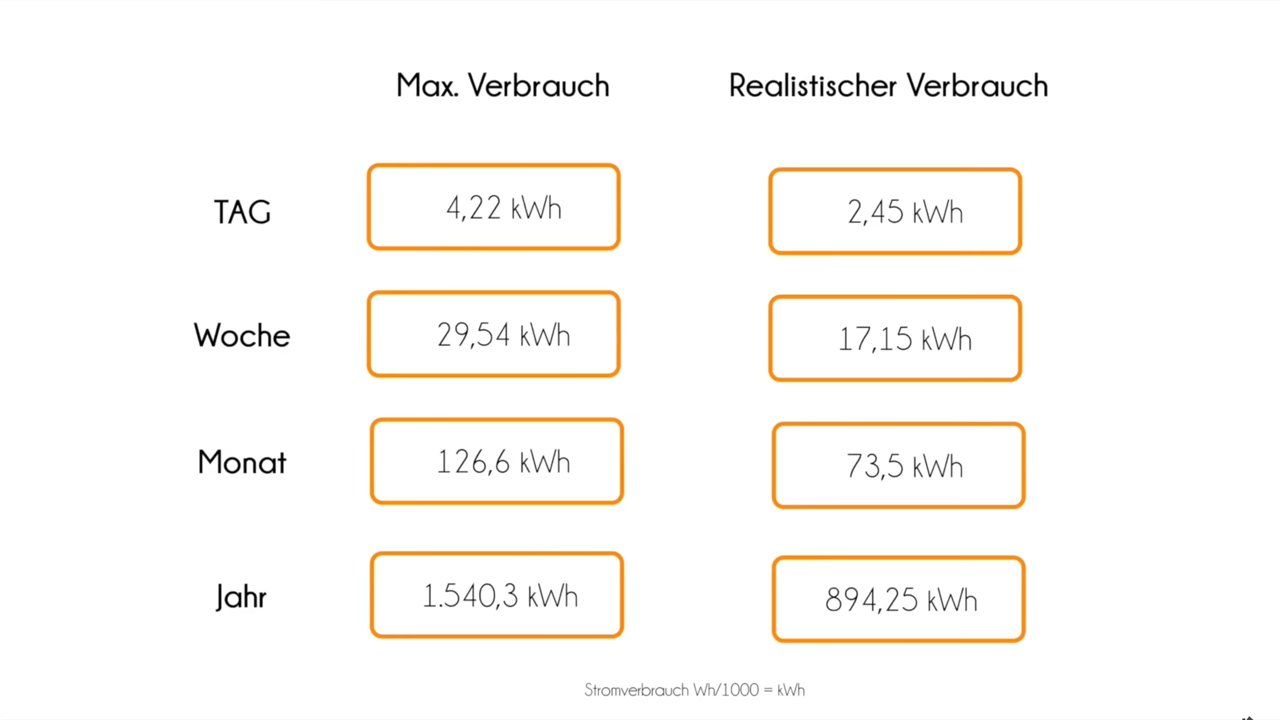 Max. Verbrauch Realistischer Verbrauch
TAG 4,22 kWh 2,45 kWh
Woche 29,54 kWh 17,15 kWh
Monat 126,6 kWh 73,5 kWh
Jahr 1.540,3 kWh 894,25 kWh
Stromverbrauch Wh/1000 = kWh